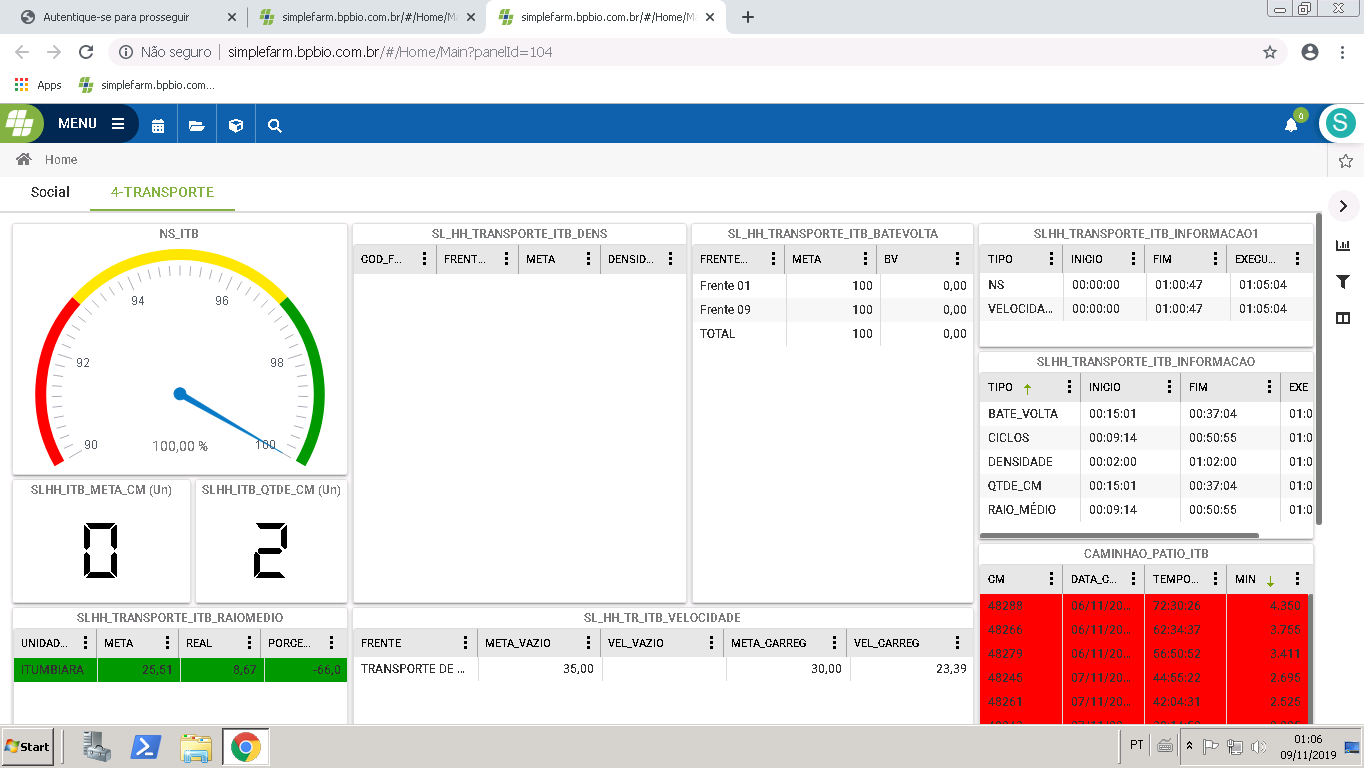 Autentique-se para prosseguir
simplefarm.bpbio.com.br/#/Home/M
simplefarm.bpbio.com.br/#/Home/M
Não seguro simplefarm.bpbio.com.br/#/Home/Main?panelId=104
Apps simplefarm.bpbio.com...
MENU 0 S
Home
Social 4-TRANSPORTE
NS_ITB
90 92 94 96 98 100
100,00 %
SLHH_ITB_META_CM (Un)
0
SLHH_ITB_QTDE_CM (Un)
2
SLHH_TRANSPORTE_ITB_RAIOMEDIO
UNIDAD... META REAL PORCE...
ITUMBIARA 25,51 8,67 -66,0
SL_HH_TRANSPORTE_ITB_DENS
COD_F... FRENT... META DENSID...
SL_HH_TRANSPORTE_ITB_BATEVOLTA
FRENTE... META BV
Frente 01 100 0,00
Frente 09 100 0,00
TOTAL 100 0,00
SL_HH_TR_ITB_VELOCIDADE
FRENTE META_VAZIO VEL_VAZIO META_CARREG VEL_CARREG
TRANSPORTE DE ... 35,00 30,00 23,39
SLHH_TRANSPORTE_ITB_INFORMACAO1
TIPO INICIO FIM EXECU...
NS 00:00:00 01:00:47 01:05:04
VELOCIDA... 00:00:00 01:00:47 01:05:04
SLHH_TRANSPORTE_ITB_INFORMACAO
TIPO INICIO FIM EXE
BATE_VOLTA 00:15:01 00:37:04 01:0
CICLOS 00:09:14 00:50:55 01:0
DENSIDADE 00:02:00 01:02:00 01:0
QTDE_CM 00:15:01 00:37:04 01:0
RAIO_MÉDIO 00:09:14 00:50:55 01:0
CAMINHAO_PATIO_ITB
CM DATA_C... TEMPO... MIN
48288 06/11/20... 72:30:26 4.350
48265 06/11/20... 62:34:37 3.755
48279 06/11/20... 56:50:52 3.411
48245 07/11/20... 44:55:22 2.695
48261 07/11/20... 42:04:31 2.525
Start PT 01:06
09/11/2019